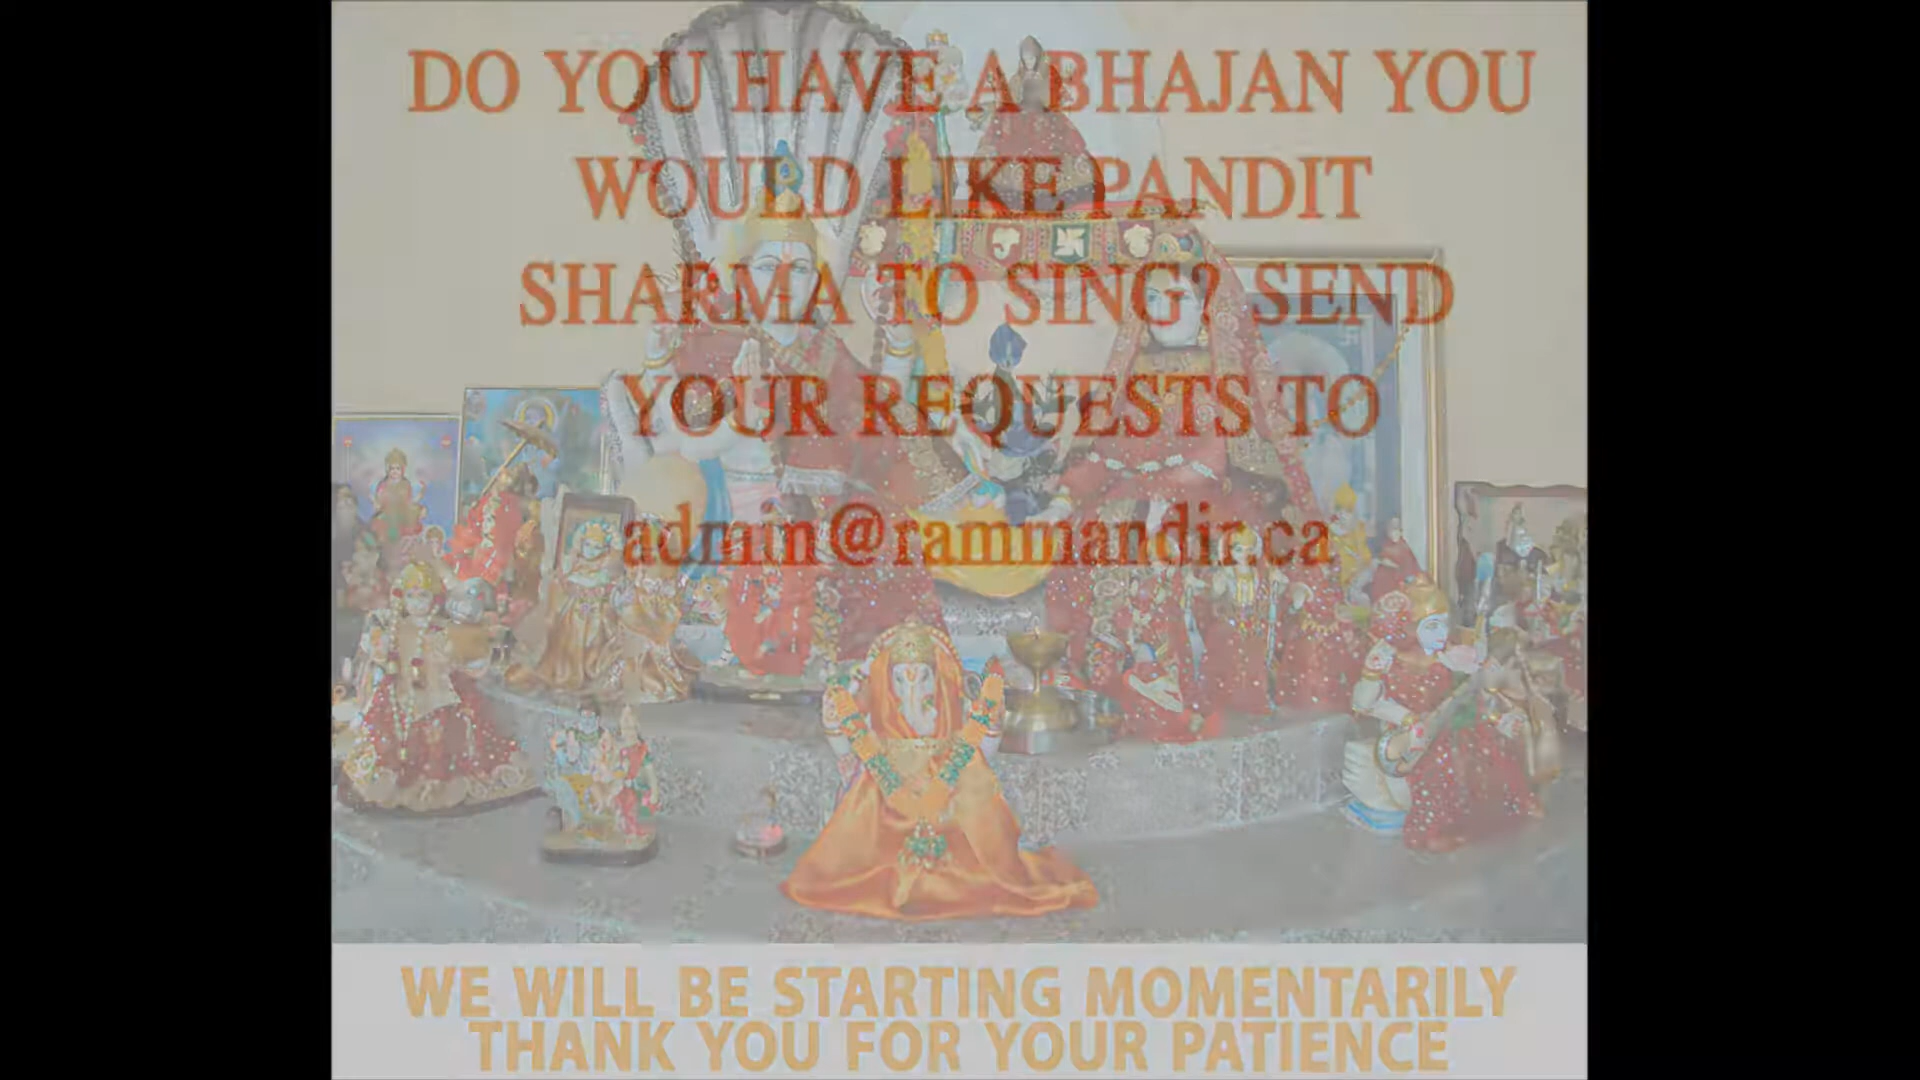 DO YOU HAVE A BHAJAN YOU
WOULD LIKE PANDIT
SHARMA TO SING? SEND
YOUR REQUESTS TO
admin@rammandir.ca
WE WILL BE STARTING MOMENTARILY
THANK YOU FOR YOUR PATIENCE